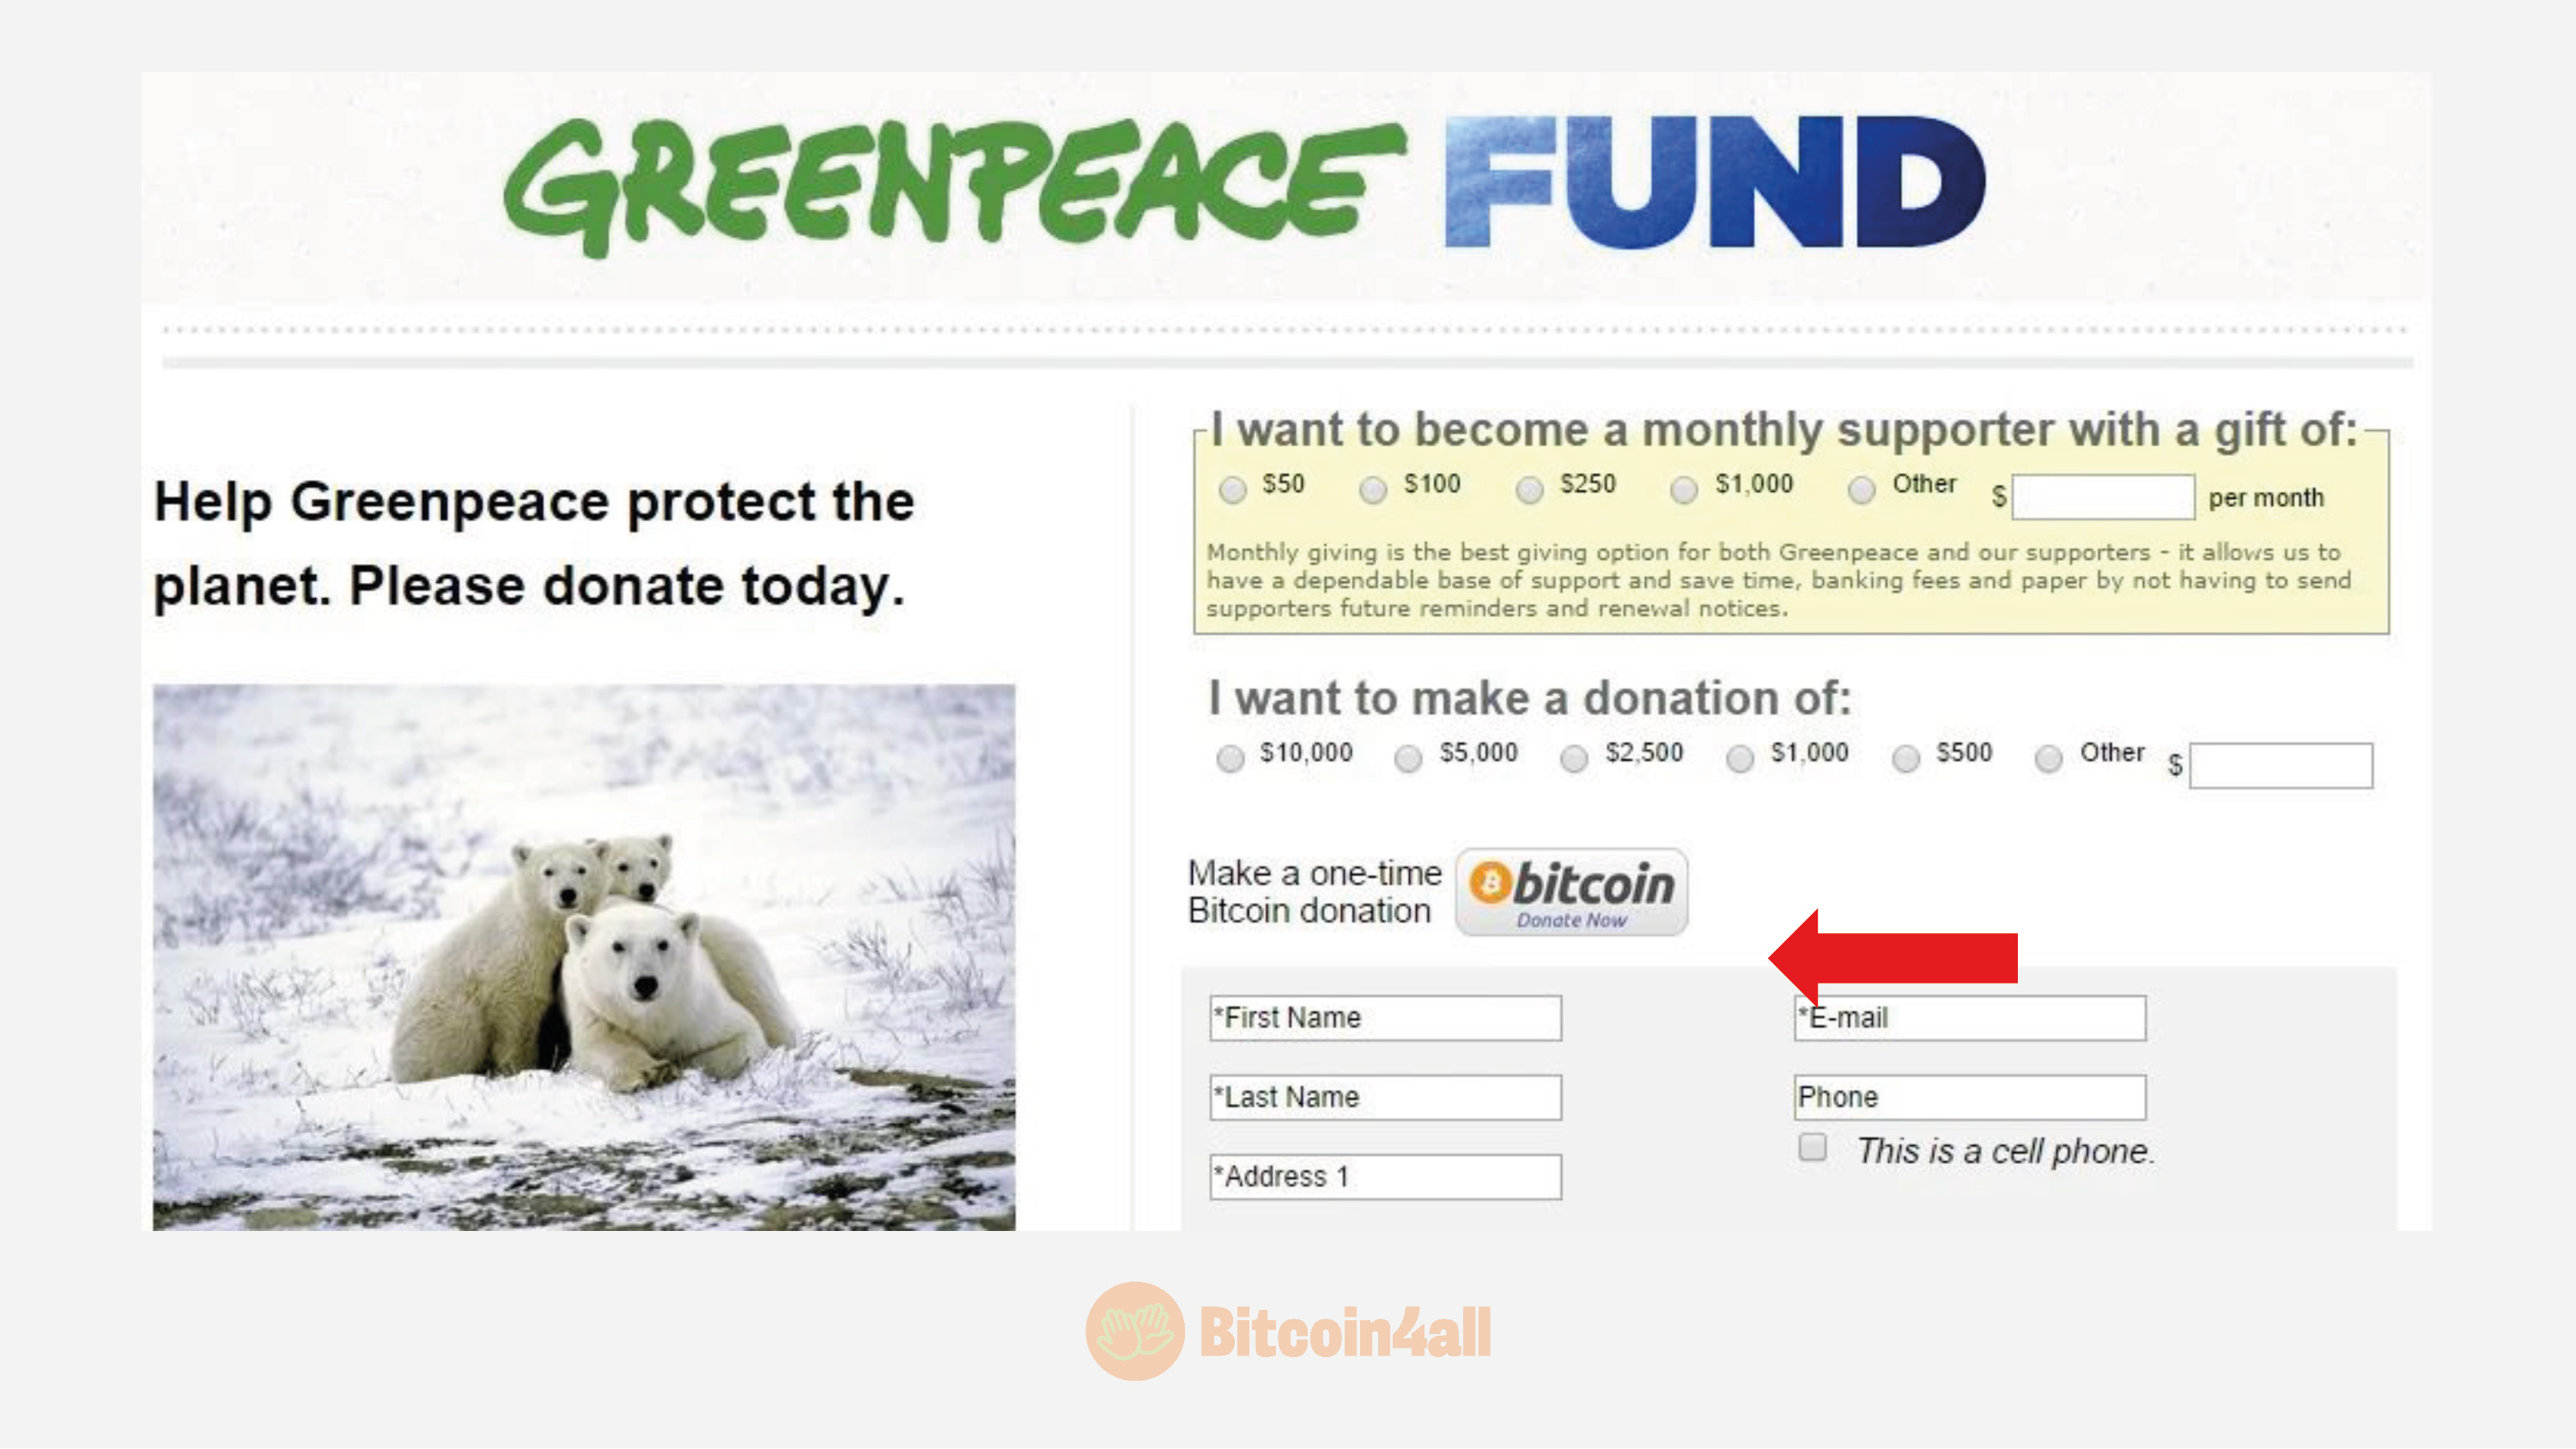 GREENPEACE FUND
Help Greenpeace protect the
planet. Please donate today.
I want to become a monthly supporter with a gift of:
$50 $100 $250 $1,000 Other $ per month
Monthly giving is the best giving option for both Greenpeace and our supporters - it allows us to
have a dependable base of support and save time, banking fees and paper by not having to send
supporters future reminders and renewal notices.
I want to make a donation of:
$10,000 $5,000 $2,500 $1,000 $500 Other $
Make a one-time
Bitcoin donation
bitcoin
Donate Now
*First Name
*E-mail
*Last Name
Phone
This is a cell phone.
*Address 1
Bitcoin4all